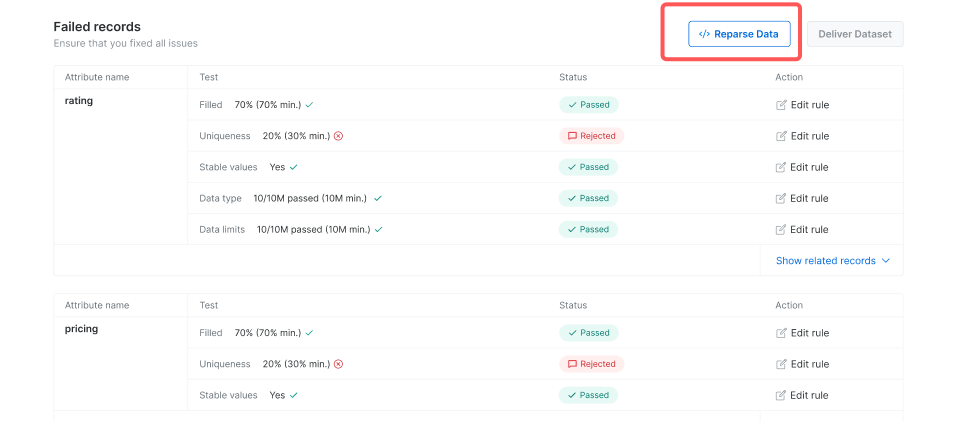 Failed records
Ensure that you fixed all issues
</> Reparse Data
Deliver Dataset
Attribute name Test Status Action
rating
Filled 70% (70% min.) Passed Edit rule
Uniqueness 20% (30% min.) Rejected Edit rule
Stable values Yes Passed Edit rule
Data type 10/10M passed (10M min.) Passed Edit rule
Data limits 10/10M passed (10M min.) Passed Edit rule
Show related records
Attribute name Test Status Action
pricing
Filled 70% (70% min.) Passed Edit rule
Uniqueness 20% (30% min.) Rejected Edit rule
Stable values Yes Passed Edit rule